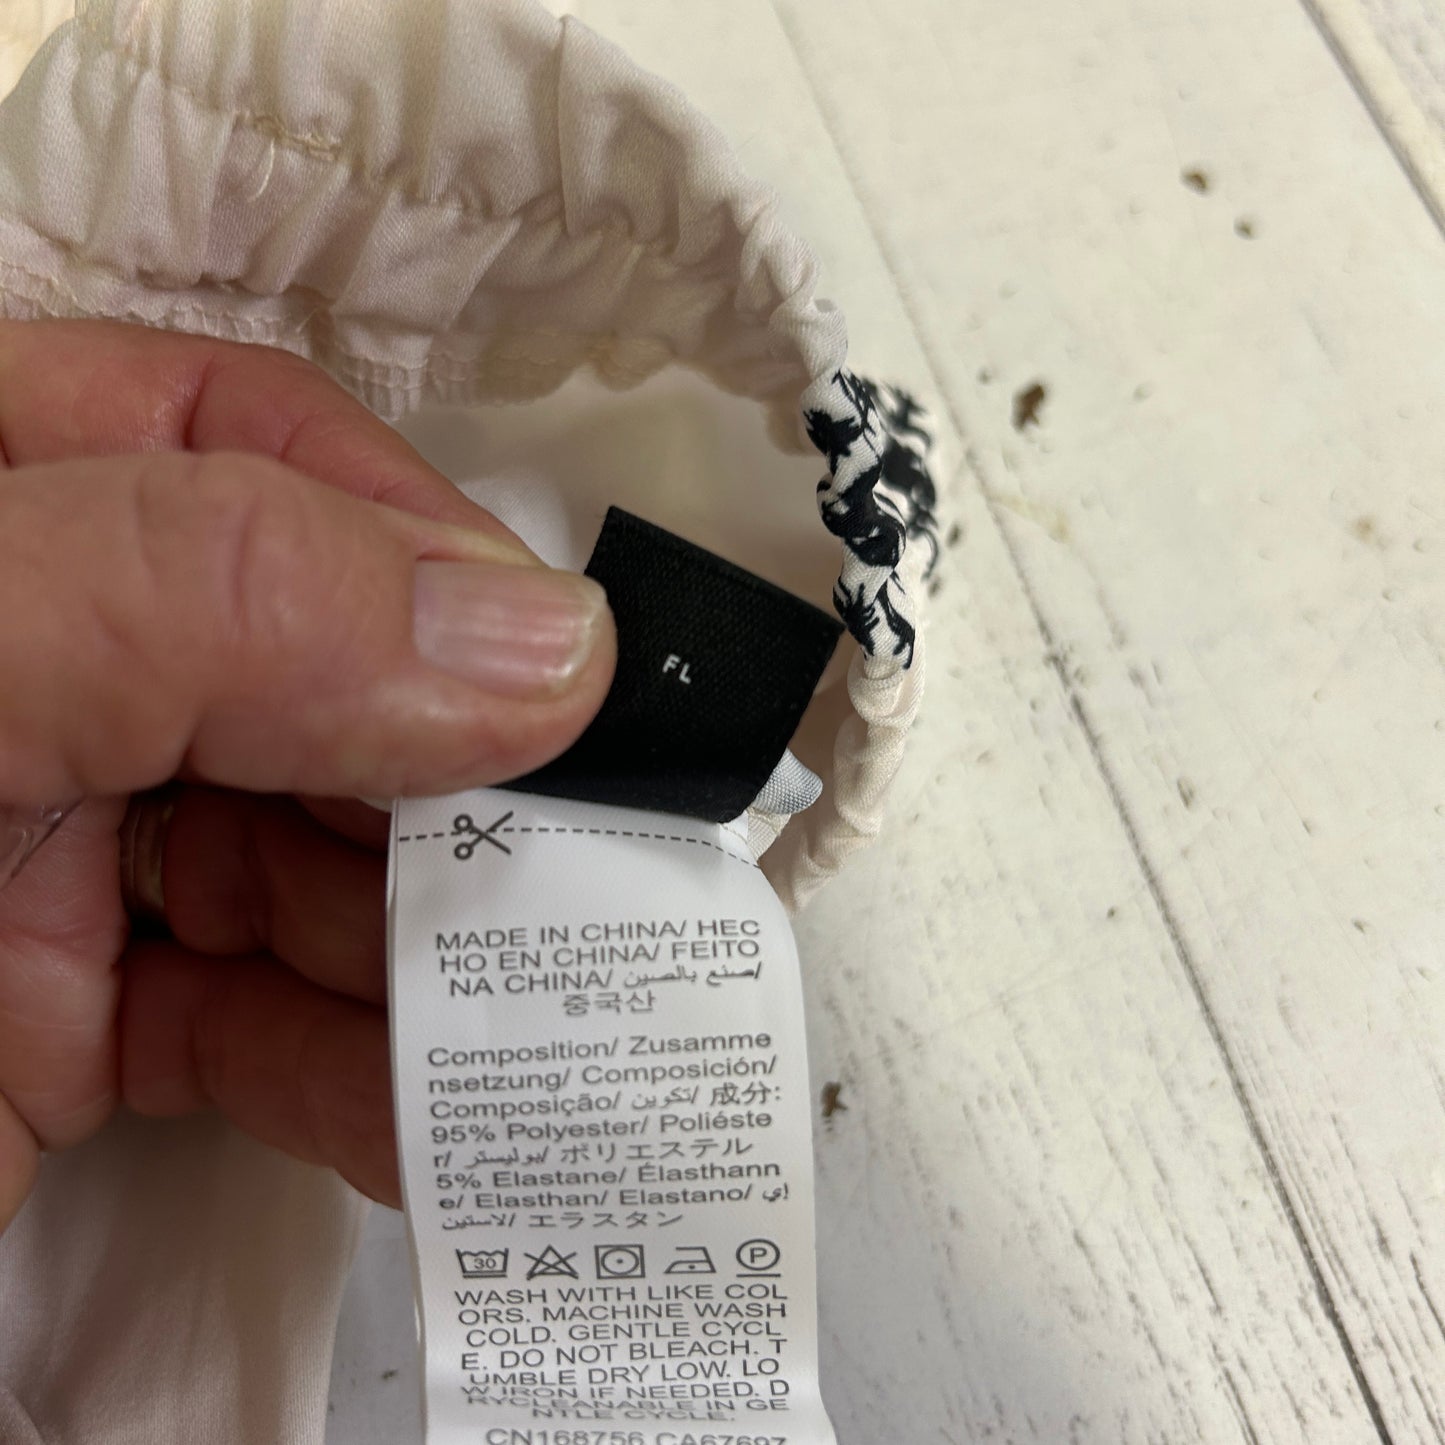 FL
MADE IN CHINA/ HEC
HO EN CHINA/ FEITO
NA CHINA/ صنع بالصين/
중국산
Composition/ Zusamme
nsetzung/ Composición/
Composição/ تكوين/ 成分:
95% Polyester/ Poliéste
r/ بوليستر/ ポリエステル
5% Elastane/ Élasthann
e/ Elasthan/ Elastano/ إي
لاستين/ エラスタン
30 P
WASH WITH LIKE COL
ORS. MACHINE WASH
COLD. GENTLE CYCL
E. DO NOT BLEACH. T
UMBLE DRY LOW. LO
W IRON IF NEEDED. D
RYCLEANABLE IN GE
NTLE CYCLE.
CN168756 CA67697